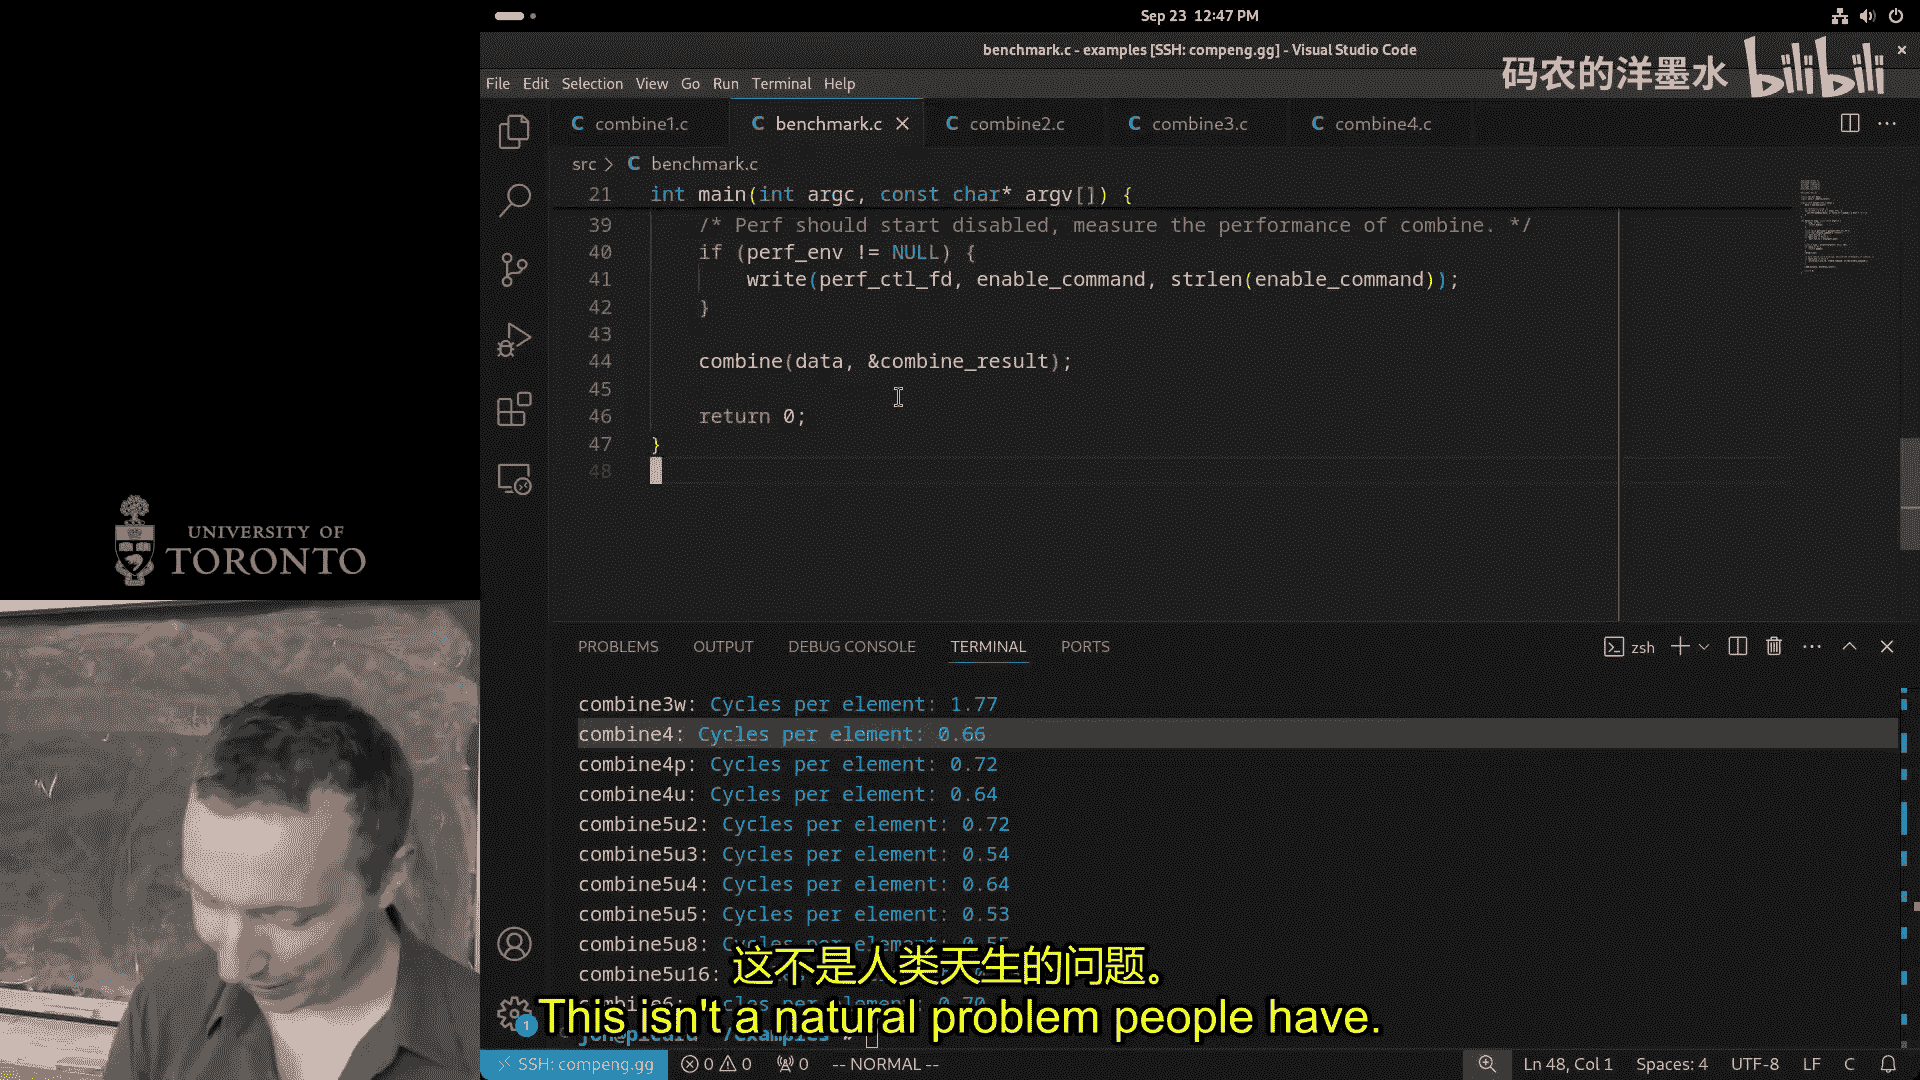 Sep 23 12:47 PM
benchmark.c - examples [SSH: compeng.gg] - Visual Studio Code
码农的洋墨水 bilibili
File Edit Selection View Go Run Terminal Help
C combine1.c C benchmark.c C combine2.c C combine3.c C combine4.c
src > C benchmark.c
21 int main(int argc, const char* argv[]) {
39 /* Perf should start disabled, measure the performance of combine. */
40 if (perf_env != NULL) {
41 write(perf_ctl_fd, enable_command, strlen(enable_command));
42 }
43
44 combine(data, &combine_result);
45
46 return 0;
47 }
48
UNIVERSITY OF
TORONTO
PROBLEMS OUTPUT DEBUG CONSOLE TERMINAL PORTS
zsh
combine3w: Cycles per element: 1.77
combine4: Cycles per element: 0.66
combine4p: Cycles per element: 0.72
combine4u: Cycles per element: 0.64
combine5u2: Cycles per element: 0.72
combine5u3: Cycles per element: 0.54
combine5u4: Cycles per element: 0.64
combine5u5: Cycles per element: 0.53
combine5u8:
combine5u16:
这不是人类天生的问题。
This isn't a natural problem people have.
1
SSH: compeng.gg 0 0 0 -- NORMAL -- Ln 48, Col 1 Spaces: 4 UTF-8 LF C